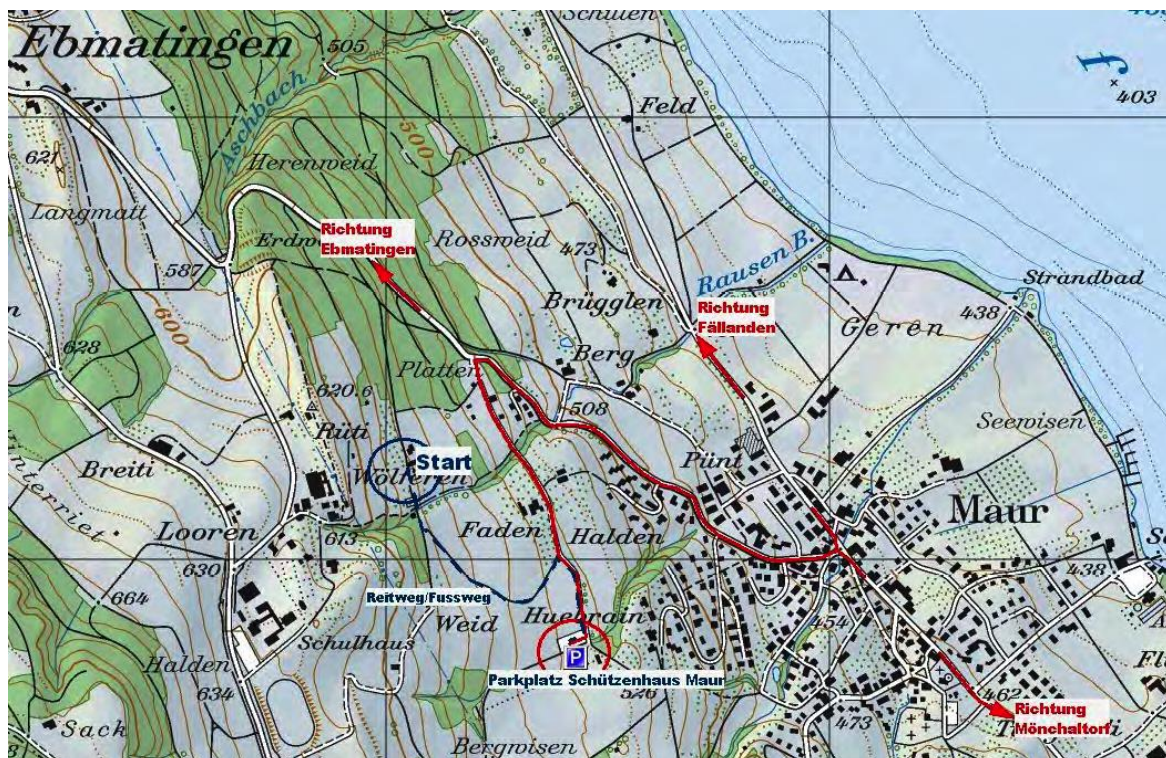 Ebmatingen
505
Schillen
f
403
Feld
Aschbach
500
Herenweid
621
Langmatt
Richtung
Ebmatingen
Rossweid
473
Rausen B.
587
Brügglen
Richtung
Fällanden
Strandbad
438
Geren
600
628
Berg
Platten
620.6
508
Rüti
Seewisen
Start
Wolferen
Pünt
Breiti
Maur
Looren
Faden
Halden
613
630
438
Reitweg/Fussweg
664
Weid
454
Schulhaus
Halden
Parkplatz Schützenhaus Maur
P
634
526
462
Richtung
Mönchaltorf
473
Sack
Bergwisen